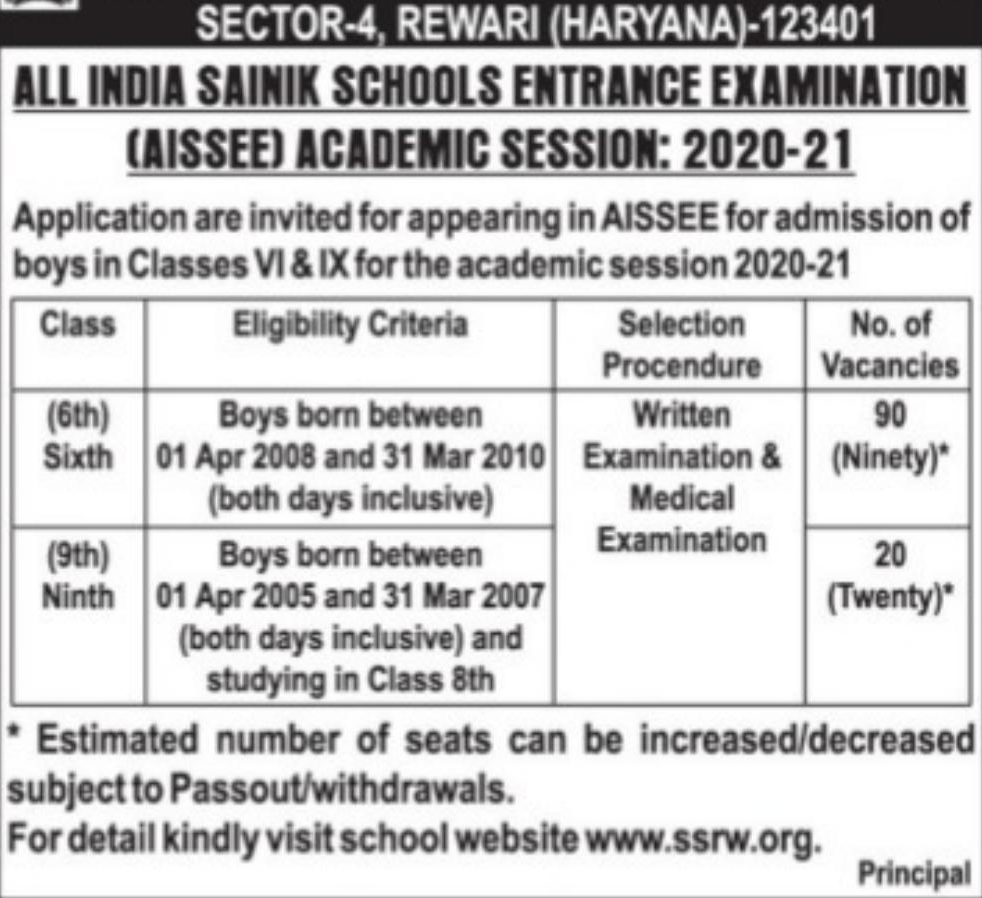 SECTOR-4, REWARI (HARYANA)-123401
ALL INDIA SAINIK SCHOOLS ENTRANCE EXAMINATION
(AISSEE) ACADEMIC SESSION: 2020-21
Application are invited for appearing in AISSEE for admission of
boys in Classes VI & IX for the academic session 2020-21
Class
Eligibility Criteria
Selection
Procendure
No. of
Vacancies
(6th)
Sixth
Boys born between
01 Apr 2008 and 31 Mar 2010
(both days inclusive)
Written
Examination &
Medical
Examination
90
(Ninety)*
(9th)
Ninth
Boys born between
01 Apr 2005 and 31 Mar 2007
(both days inclusive) and
studying in Class 8th
20
(Twenty)*
* Estimated number of seats can be increased/decreased
subject to Passout/withdrawals.
For detail kindly visit school website www.ssrw.org.
Principal